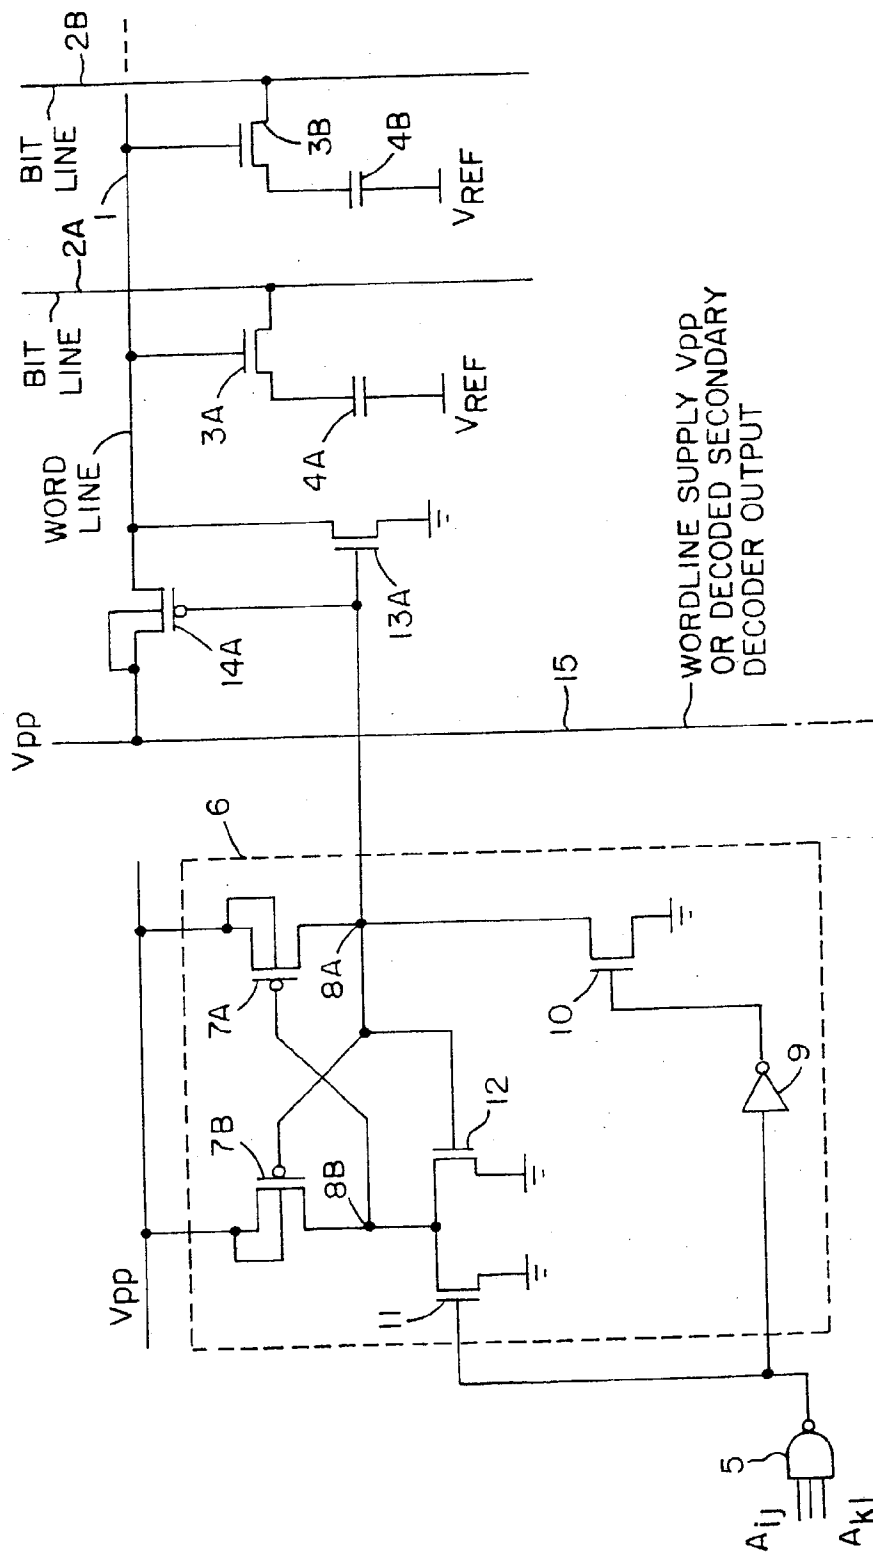 Vpp
6
7B
7A
8B
8A
11
12
10
9
5
Aij
Akl
Vpp
14A
13A
15
WORDLINE SUPPLY Vpp
OR DECODED SECONDARY
DECODER OUTPUT
WORD
LINE
BIT
LINE
2A
1
BIT
LINE
2B
3A
4A
VREF
3B
4B
VREF